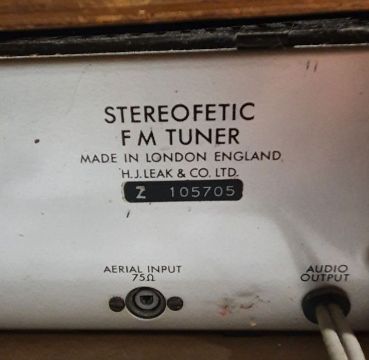 STEREOFETIC
FM TUNER
MADE IN LONDON ENGLAND
H.J.LEAK & CO. LTD.
Z 105705
AERIAL INPUT
75Ω
AUDIO
OUTPUT